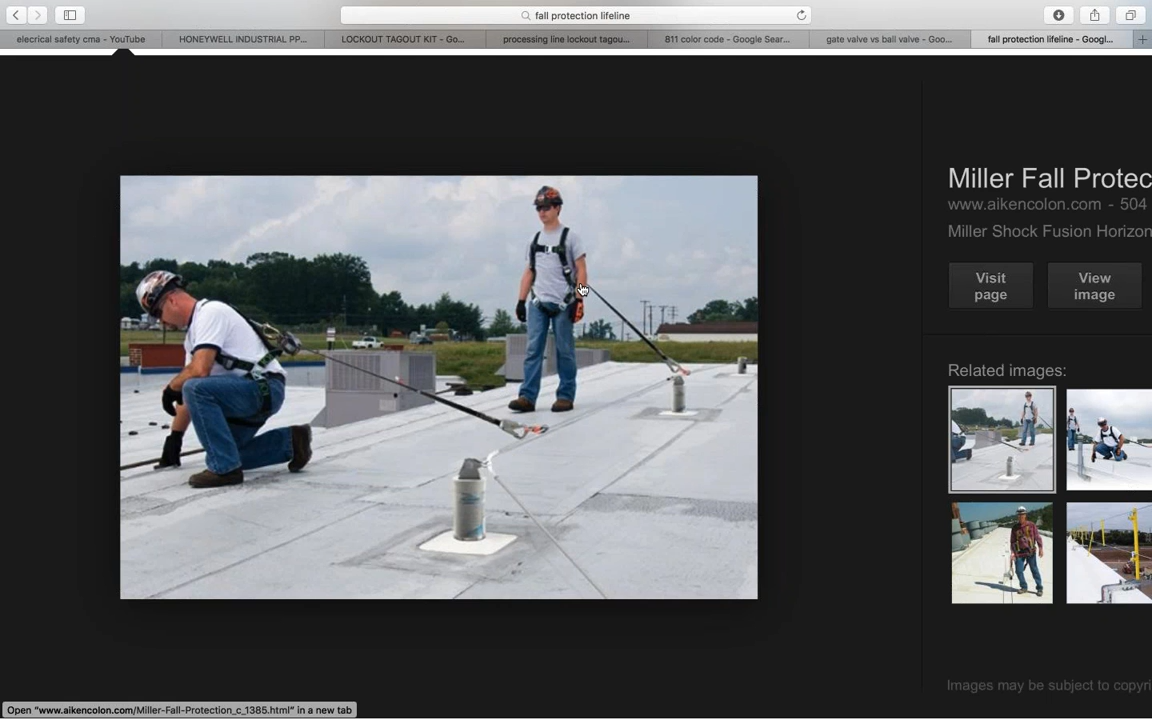 fall protection lifeline
elecrical safety cma - YouTube
HONEYWELL INDUSTRIAL PP...
LOCKOUT TAGOUT KIT - Go...
processing line lockout tagou...
811 color code - Google Sear...
gate valve vs ball valve - Goo...
fall protection lifeline - Googl...
Miller Fall Protec
www.aikencolon.com - 504
Miller Shock Fusion Horizon
Visit page
View image
Related images:
Images may be subject to copyri
Open “www.aikencolon.com/Miller-Fall-Protection_c_1385.html” in a new tab